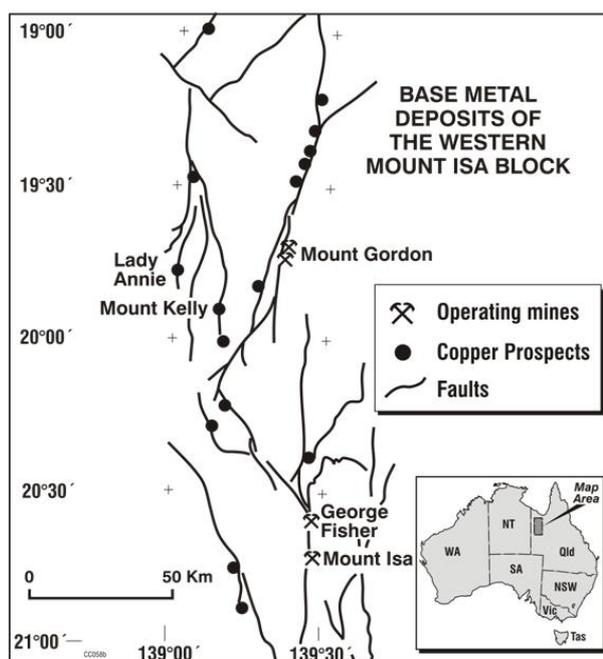 19°00´
BASE METAL
DEPOSITS OF
THE WESTERN
MOUNT ISA BLOCK
19°30´
Lady
Annie
Mount Gordon
Mount Kelly
20°00´
Operating mines
Copper Prospects
Faults
20°30´
George
Fisher
Mount Isa
0
50 Km
21°00´
CC058b
139°00´
139°30´
Map
Area
WA
NT
Qld
SA
NSW
Vic
Tas